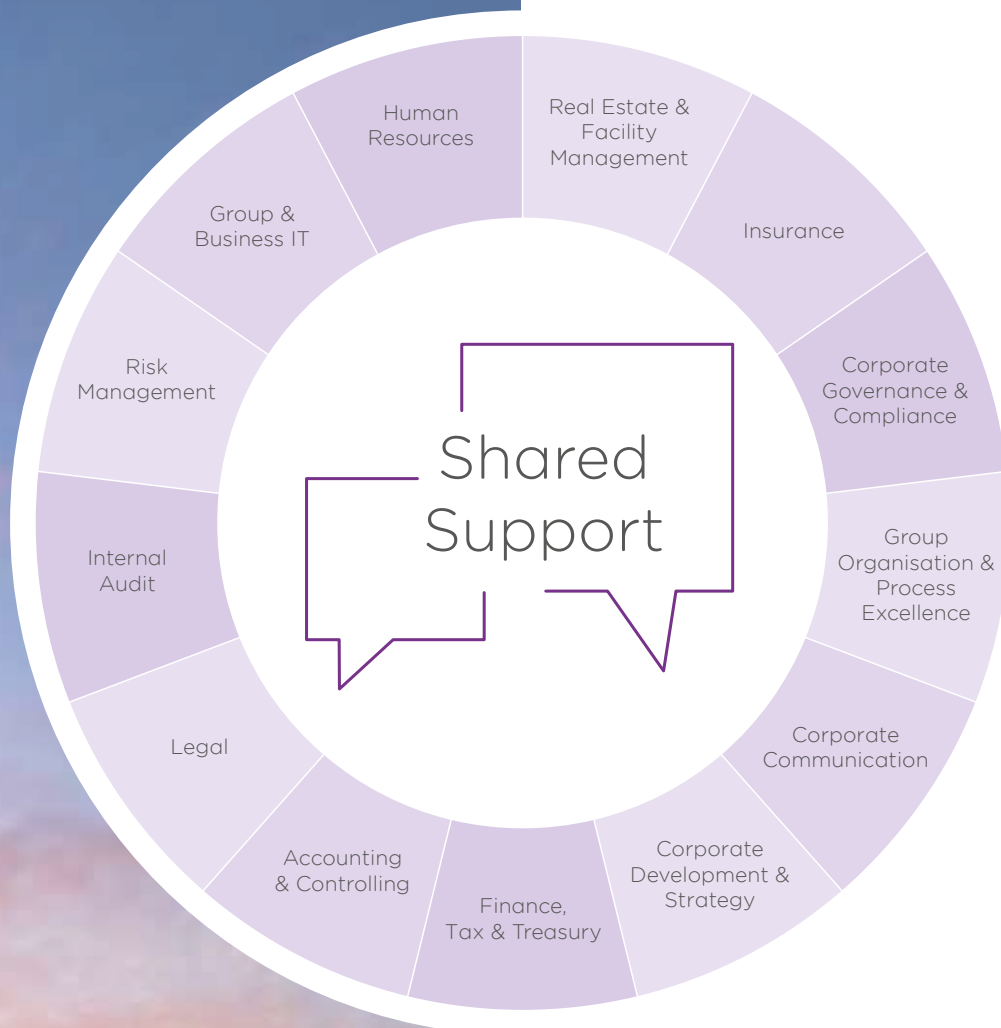 Human
Resources
Real Estate &
Facility
Management
Insurance
Corporate
Governance &
Compliance
Group
Organisation &
Process
Excellence
Corporate
Communication
Corporate
Development &
Strategy
Finance,
Tax & Treasury
Accounting
& Controlling
Legal
Internal
Audit
Risk
Management
Group &
Business IT
Shared
Support